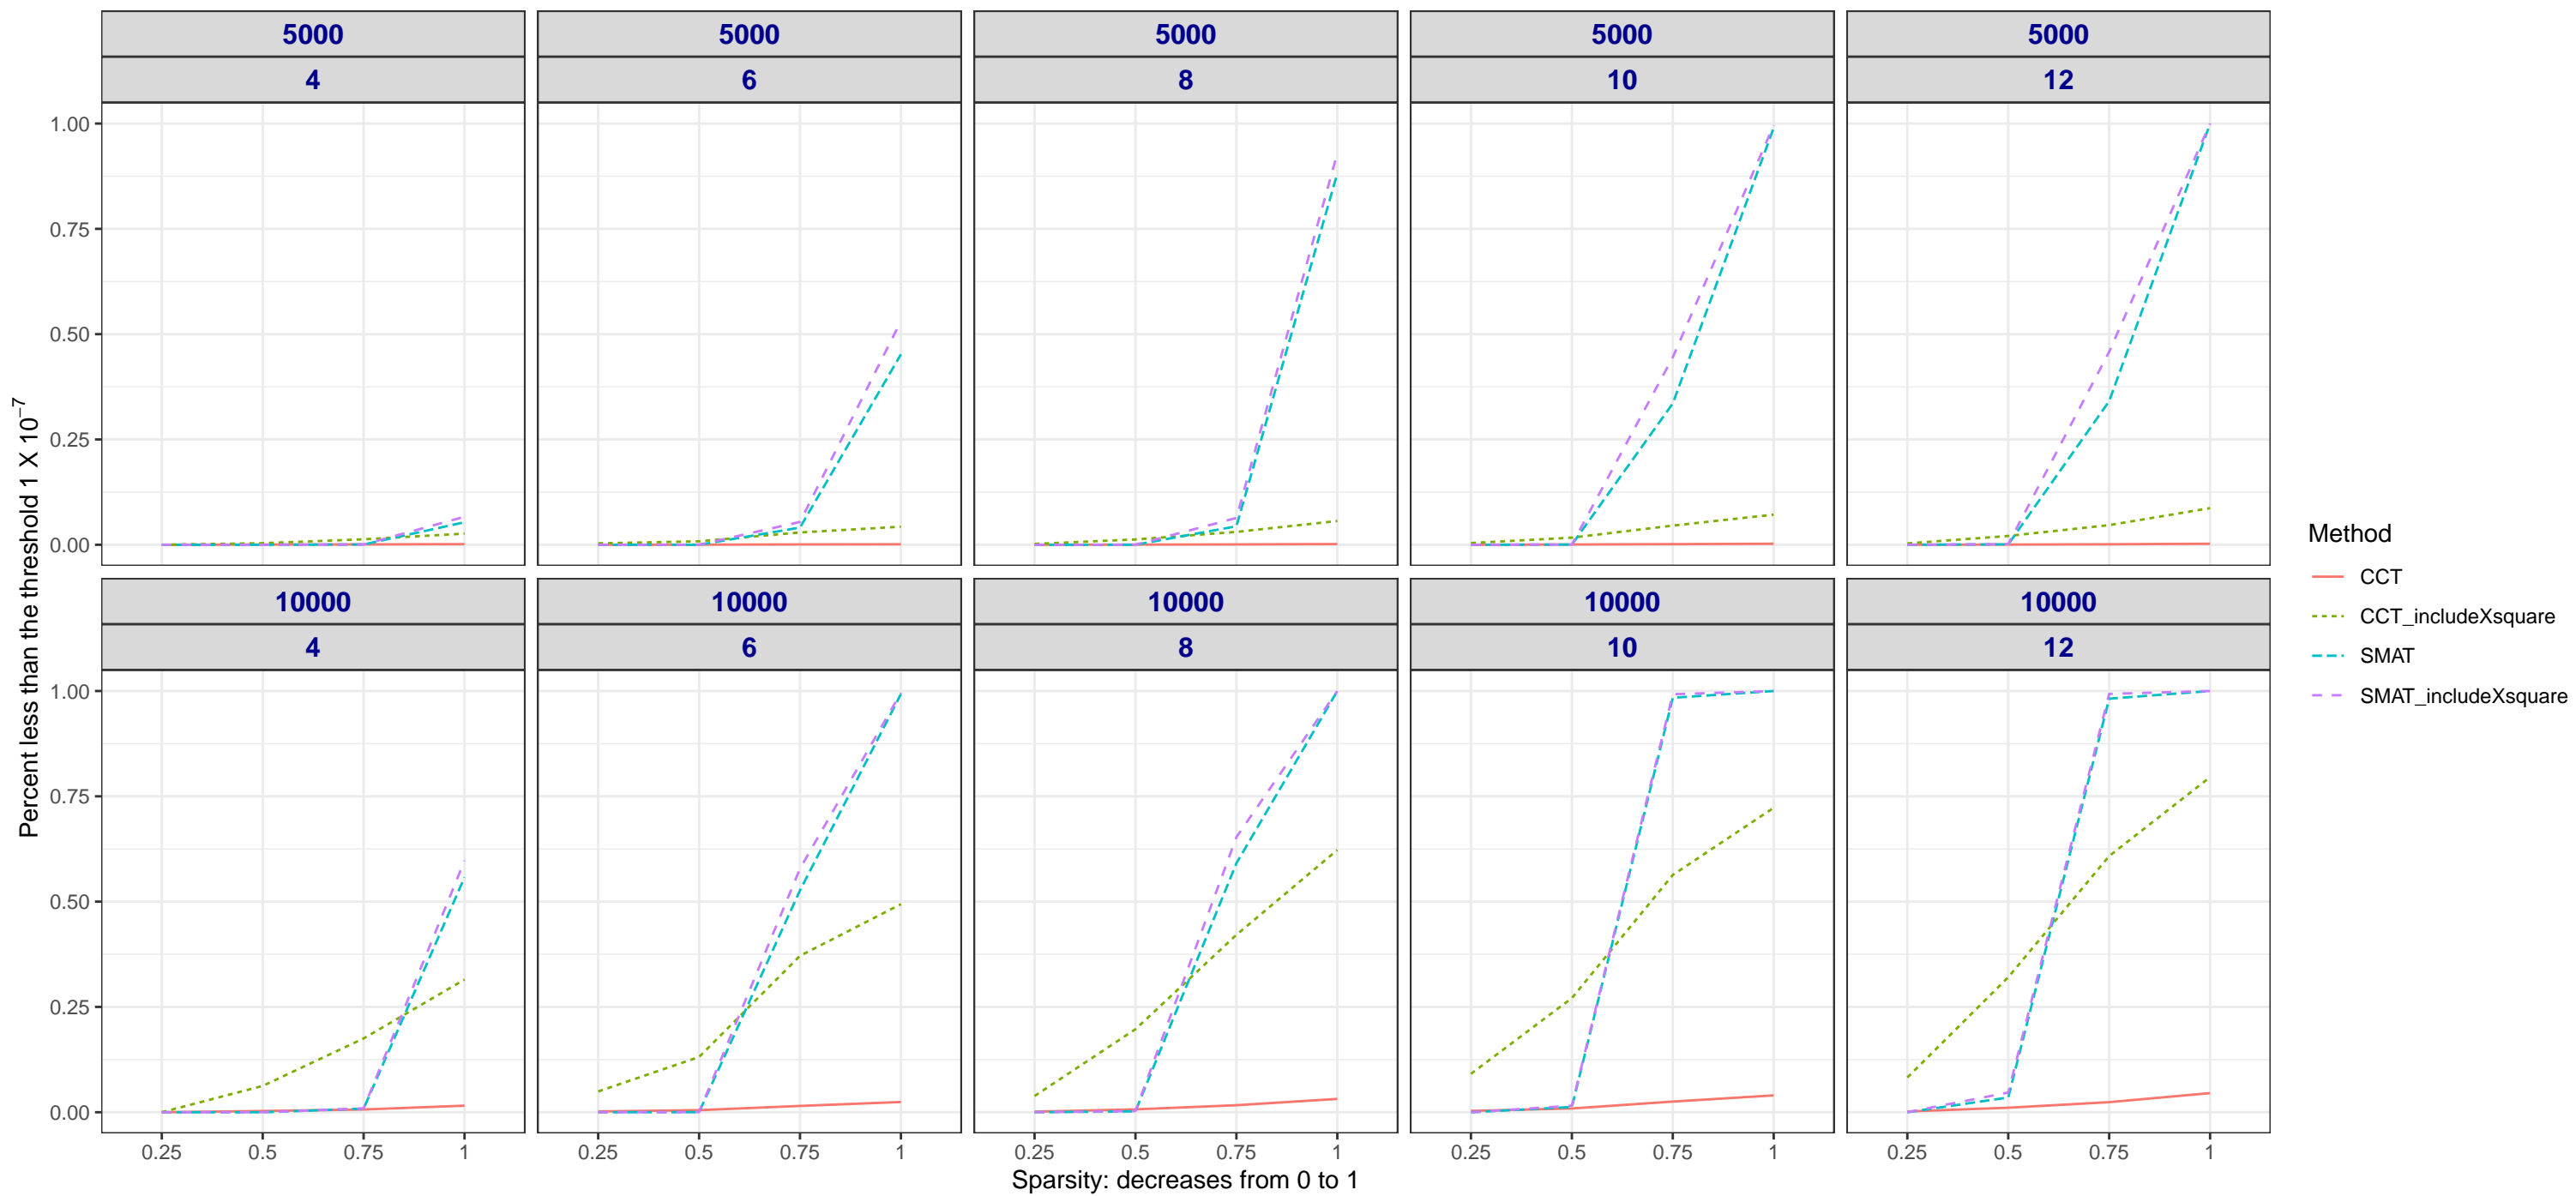 5000 5000 5000 5000 5000
4 6 8 10 12
1.00
0.75
0.50
0.25
0.00
10000 10000 10000 10000 10000
4 6 8 10 12
1.00
0.75
0.50
0.25
0.00
0.25 0.5 0.75 1 0.25 0.5 0.75 1 0.25 0.5 0.75 1 0.25 0.5 0.75 1 0.25 0.5 0.75 1
Sparsity: decreases from 0 to 1
Percent less than the threshold 1 X 10⁻⁷
Method
CCT
CCT_includeXsquare
SMAT
SMAT_includeXsquare